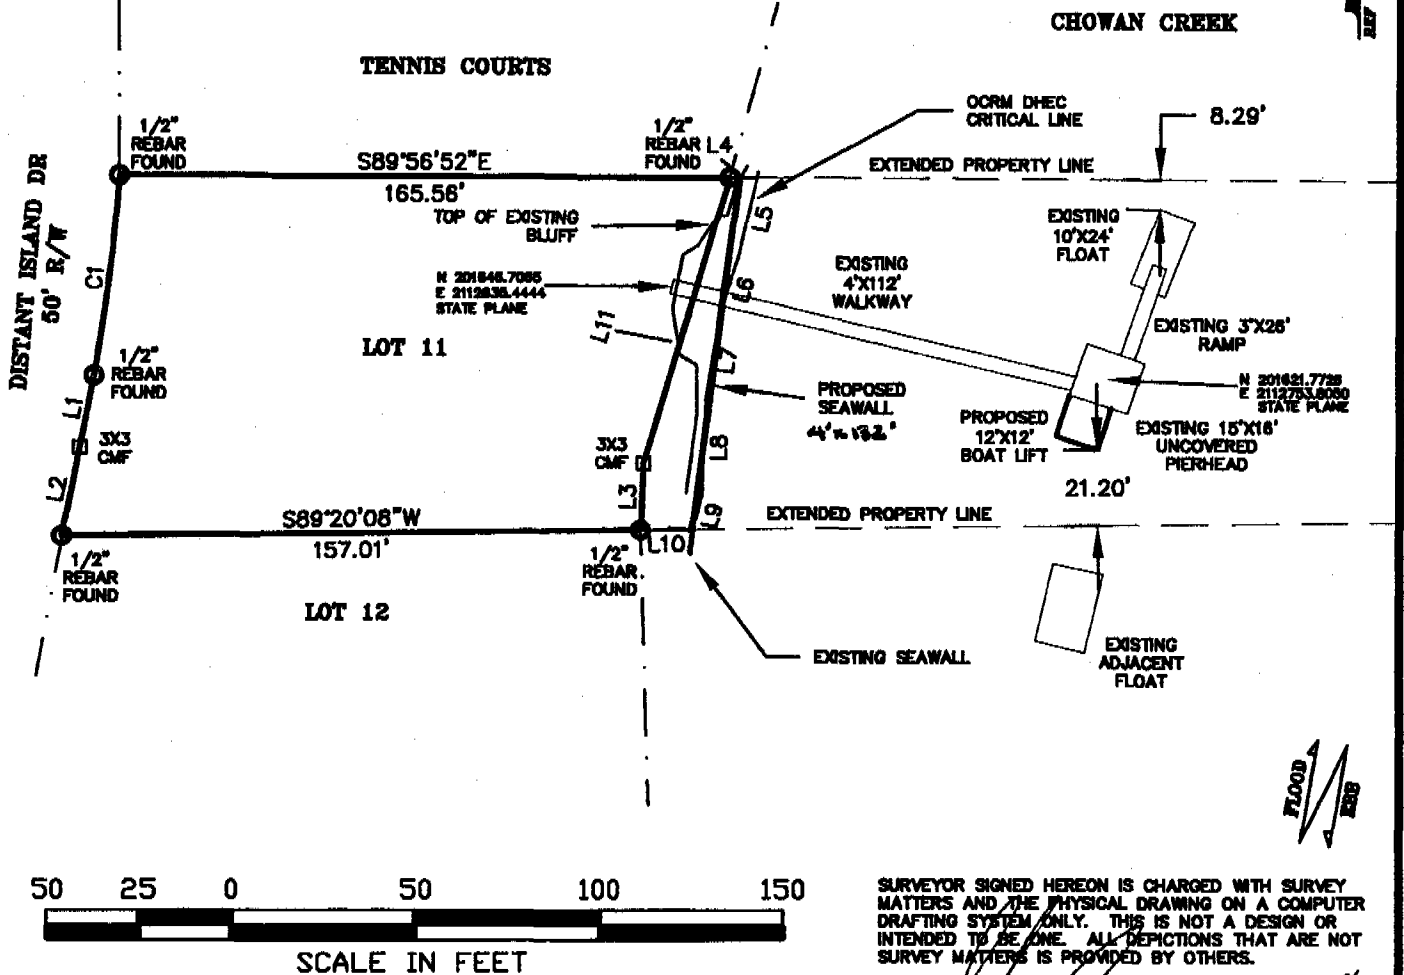 CHOWAN CREEK
REF
TENNIS COURTS
OCRM DHEC
CRITICAL LINE
8.29'
1/2"
REBAR
FOUND
1/2"
REBAR
FOUND
L4
S89°56'52"E
165.56'
EXTENDED PROPERTY LINE
DISTANT ISLAND DR
50' R/W
TOP OF EXISTING
BLUFF
L5
EXISTING
10'X24'
FLOAT
C1
N 201646.7065
E 2112635.4444
STATE PLANE
EXISTING
4'X112'
WALKWAY
L6
L11
LOT 11
EXISTING 3'X26'
RAMP
1/2"
REBAR
FOUND
L7
PROPOSED
SEAWALL
4' x 132'
N 201621.7726
E 2112753.6050
STATE PLANE
L1
3X3
CMF
PROPOSED
12'X12'
BOAT LIFT
EXISTING 15'X16'
UNCOVERED
PIERHEAD
3X3
CMF
L8
L2
L3
21.20'
S89°20'08"W
157.01'
L9
EXTENDED PROPERTY LINE
L10
1/2"
REBAR
FOUND
1/2"
REBAR
FOUND
LOT 12
EXISTING SEAWALL
EXISTING
ADJACENT
FLOAT
FLOOD
EBB
50 25 0 50 100 150
SCALE IN FEET
SURVEYOR SIGNED HEREON IS CHARGED WITH SURVEY
MATTERS AND THE PHYSICAL DRAWING ON A COMPUTER
DRAFTING SYSTEM ONLY. THIS IS NOT A DESIGN OR
INTENDED TO BE ONE. ALL DEPICTIONS THAT ARE NOT
SURVEY MATTERS IS PROVIDED BY OTHERS.